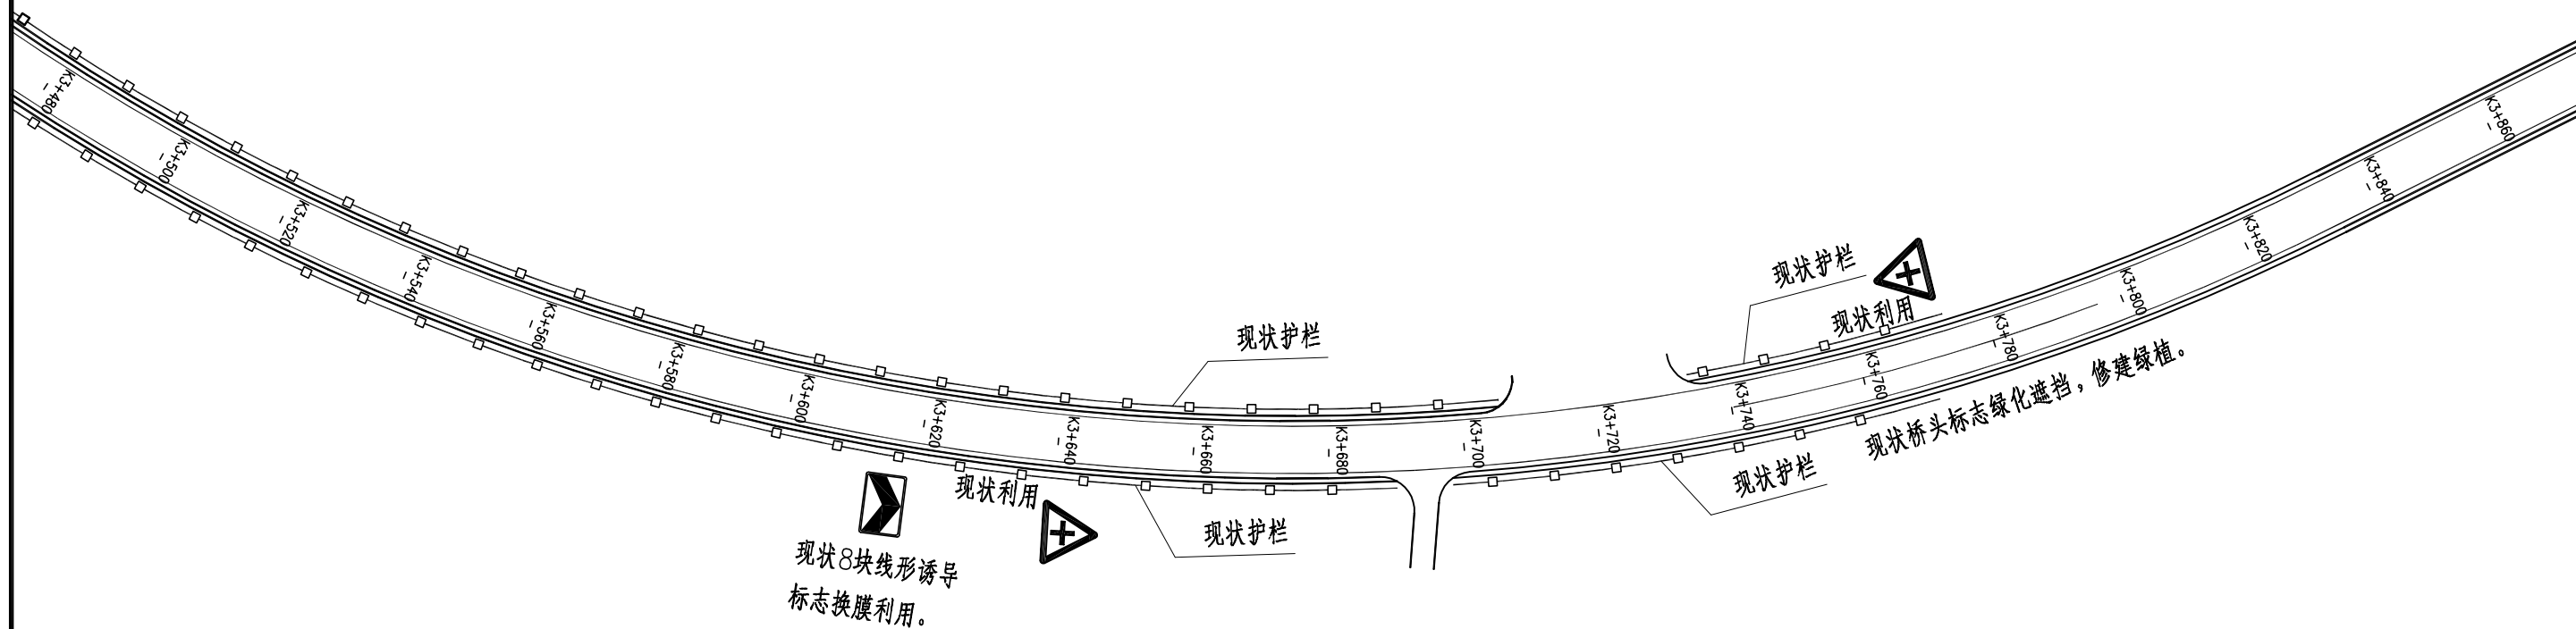 K3+480
K3+500
K3+520
K3+540
K3+560
K3+580
K3+600
K3+620
K3+640
K3+660
K3+680
K3+700
K3+720
K3+740
K3+760
K3+780
K3+800
K3+820
K3+840
K3+860
现状护栏
现状护栏
现状利用
现状桥头标志绿化遮挡，修建绿植。
现状护栏
现状利用
现状护栏
现状8块线形诱导
标志换膜利用。